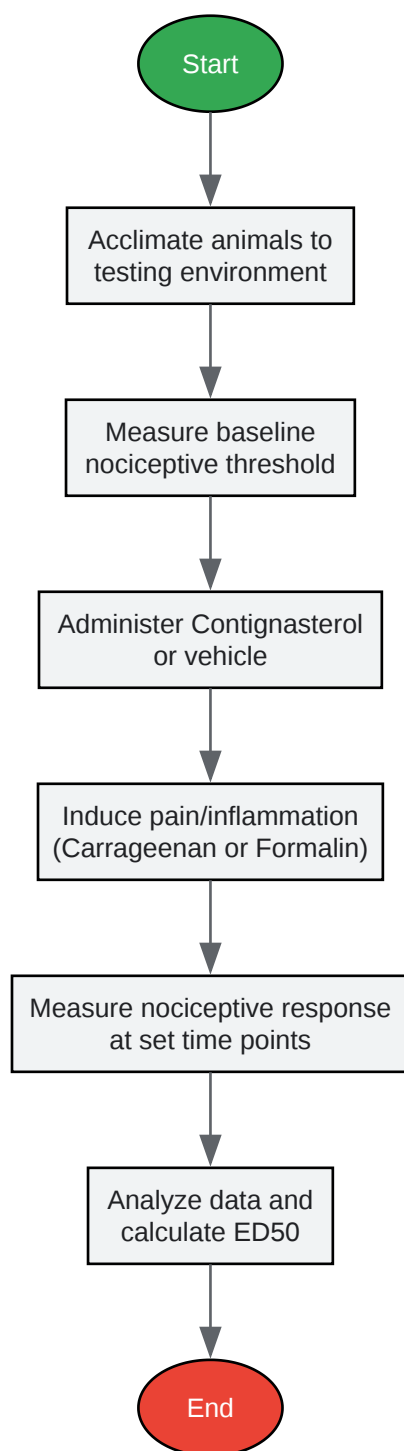 Start
Acclimate animals to
testing environment
Measure baseline
nociceptive threshold
Administer Contignasterol
or vehicle
Induce pain/inflammation
(Carrageenan or Formalin)
Measure nociceptive response
at set time points
Analyze data and
calculate ED50
End